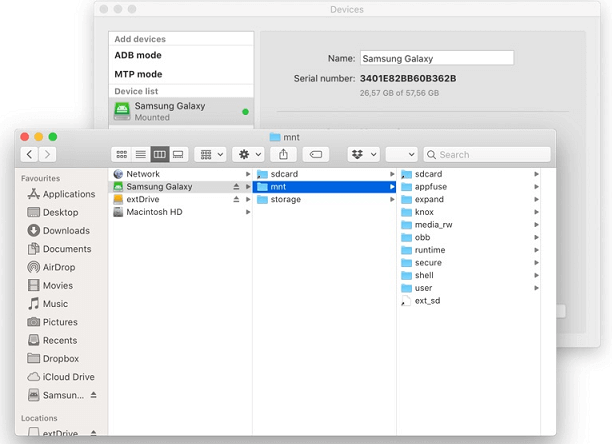 Devices
Add devices
ADB mode
MTP mode
Device list
Samsung Galaxy
Mounted
Name: Samsung Galaxy
Serial number: 3401E82BB60B362B
26,57 GB of 57,56 GB
mnt
Search
Favourites
Applications
Desktop
Downloads
Documents
AirDrop
Movies
Music
Pictures
Recents
Dropbox
iCloud Drive
Samsun...
Locations
extDrive
Network
Samsung Galaxy
extDrive
Macintosh HD
sdcard
mnt
storage
sdcard
appfuse
expand
knox
media_rw
obb
runtime
secure
shell
user
ext_sd